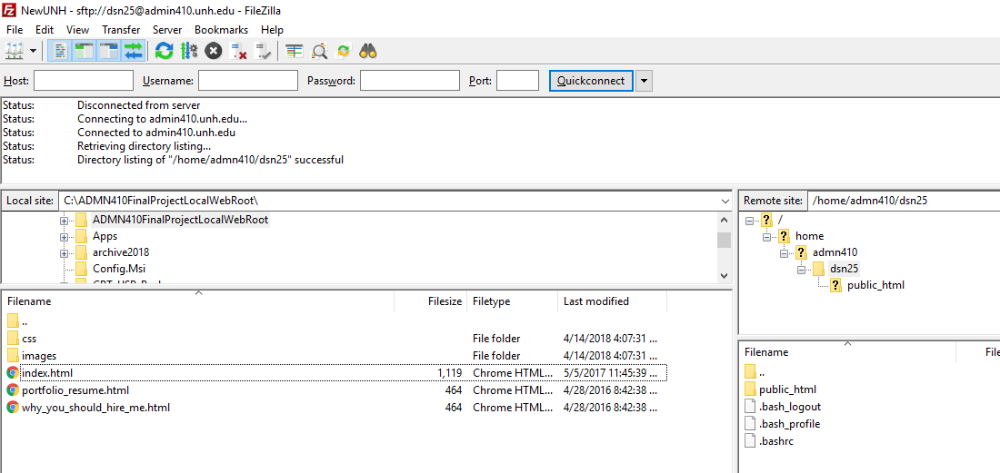 NewUNH - sftp://dsn25@admin410.unh.edu - FileZilla
File Edit View Transfer Server Bookmarks Help
Host: Username: Password: Port: Quickconnect
Status: Disconnected from server
Status: Connecting to admin410.unh.edu...
Status: Connected to admin410.unh.edu
Status: Retrieving directory listing...
Status: Directory listing of "/home/admn410/dsn25" successful
Local site: C:\ADMN410FinalProjectLocalWebRoot\
ADMN410FinalProjectLocalWebRoot
Apps
archive2018
Config.Msi
Filename Filesize Filetype Last modified
..
css File folder 4/14/2018 4:07:31 ...
images File folder 4/14/2018 4:07:31 ...
index.html 1,119 Chrome HTML... 5/5/2017 11:45:39 ...
portfolio_resume.html 464 Chrome HTML... 4/28/2016 8:42:38 ...
why_you_should_hire_me.html 464 Chrome HTML... 4/28/2016 8:42:38 ...
Remote site: /home/admn410/dsn25
/
home
admn410
dsn25
public_html
Filename
..
public_html
.bash_logout
.bash_profile
.bashrc